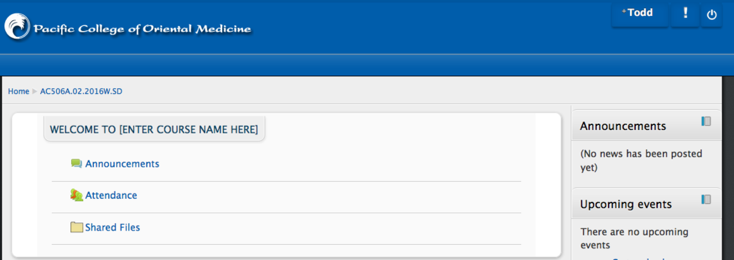 Pacific College of Oriental Medicine
Todd
!
Home > AC506A.02.2016W.SD
WELCOME TO [ENTER COURSE NAME HERE]
Announcements
Attendance
Shared Files
Announcements
(No news has been posted
yet)
Upcoming events
There are no upcoming
events